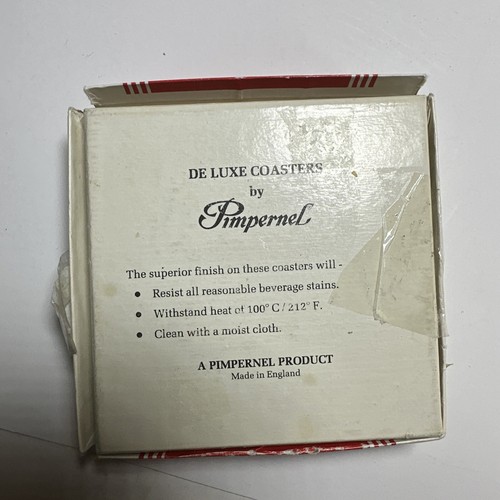 DE LUXE COASTERS
by
Pimpernel
The superior finish on these coasters will -
• Resist all reasonable beverage stains.
• Withstand heat of 100° C / 212° F.
• Clean with a moist cloth.
A PIMPERNEL PRODUCT
Made in England